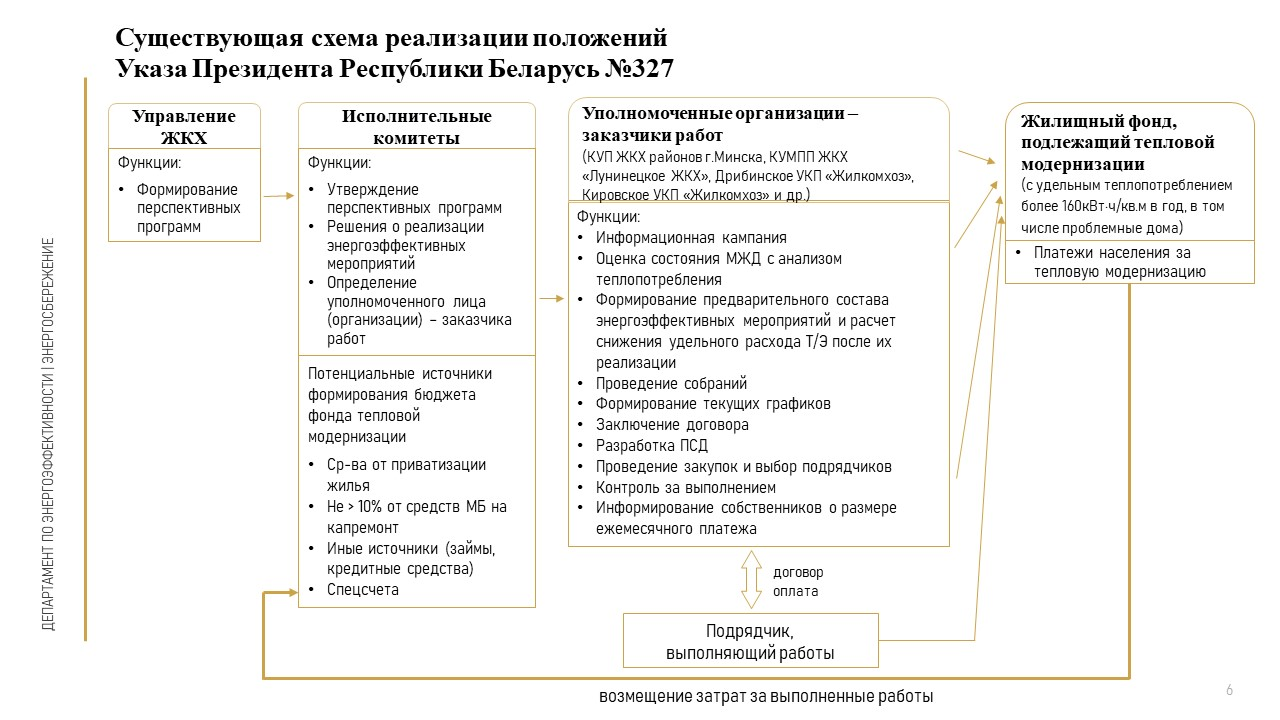 Существующая схема реализации положений
Указа Президента Республики Беларусь №327
ДЕПАРТАМЕНТ ПО ЭНЕРГОЭФФЕКТИВНОСТИ | ЭНЕРГОСБЕРЕЖЕНИЕ
Управление
ЖКХ
Функции:
• Формирование
перспективных
программ
Исполнительные
комитеты
Функции:
• Утверждение
перспективных программ
• Решения о реализации
энергоэффективных
мероприятий
• Определение
уполномоченного лица
(организации) – заказчика
работ
Потенциальные источники
формирования бюджета
фонда тепловой
модернизации
• Ср-ва от приватизации
жилья
• Не > 10% от средств МБ на
капремонт
• Иные источники (займы,
кредитные средства)
• Спецсчета
Уполномоченные организации –
заказчики работ
(КУП ЖКХ районов г.Минска, КУМПП ЖКХ
«Лунинецкое ЖКХ», Дрибинское УКП «Жилкомхоз»,
Кировское УКП «Жилкомхоз» и др.)
Функции:
• Информационная кампания
• Оценка состояния МЖД с анализом
теплопотребления
• Формирование предварительного состава
энергоэффективных мероприятий и расчет
снижения удельного расхода Т/Э после их
реализации
• Проведение собраний
• Формирование текущих графиков
• Заключение договора
• Разработка ПСД
• Проведение закупок и выбор подрядчиков
• Контроль за выполнением
• Информирование собственников о размере
ежемесячного платежа
договор
оплата
Подрядчик,
выполняющий работы
Жилищный фонд,
подлежащий тепловой
модернизации
(с удельным теплопотреблением
более 160кВт·ч/кв.м в год, в том
числе проблемные дома)
• Платежи населения за
тепловую модернизацию
возмещение затрат за выполненные работы
6